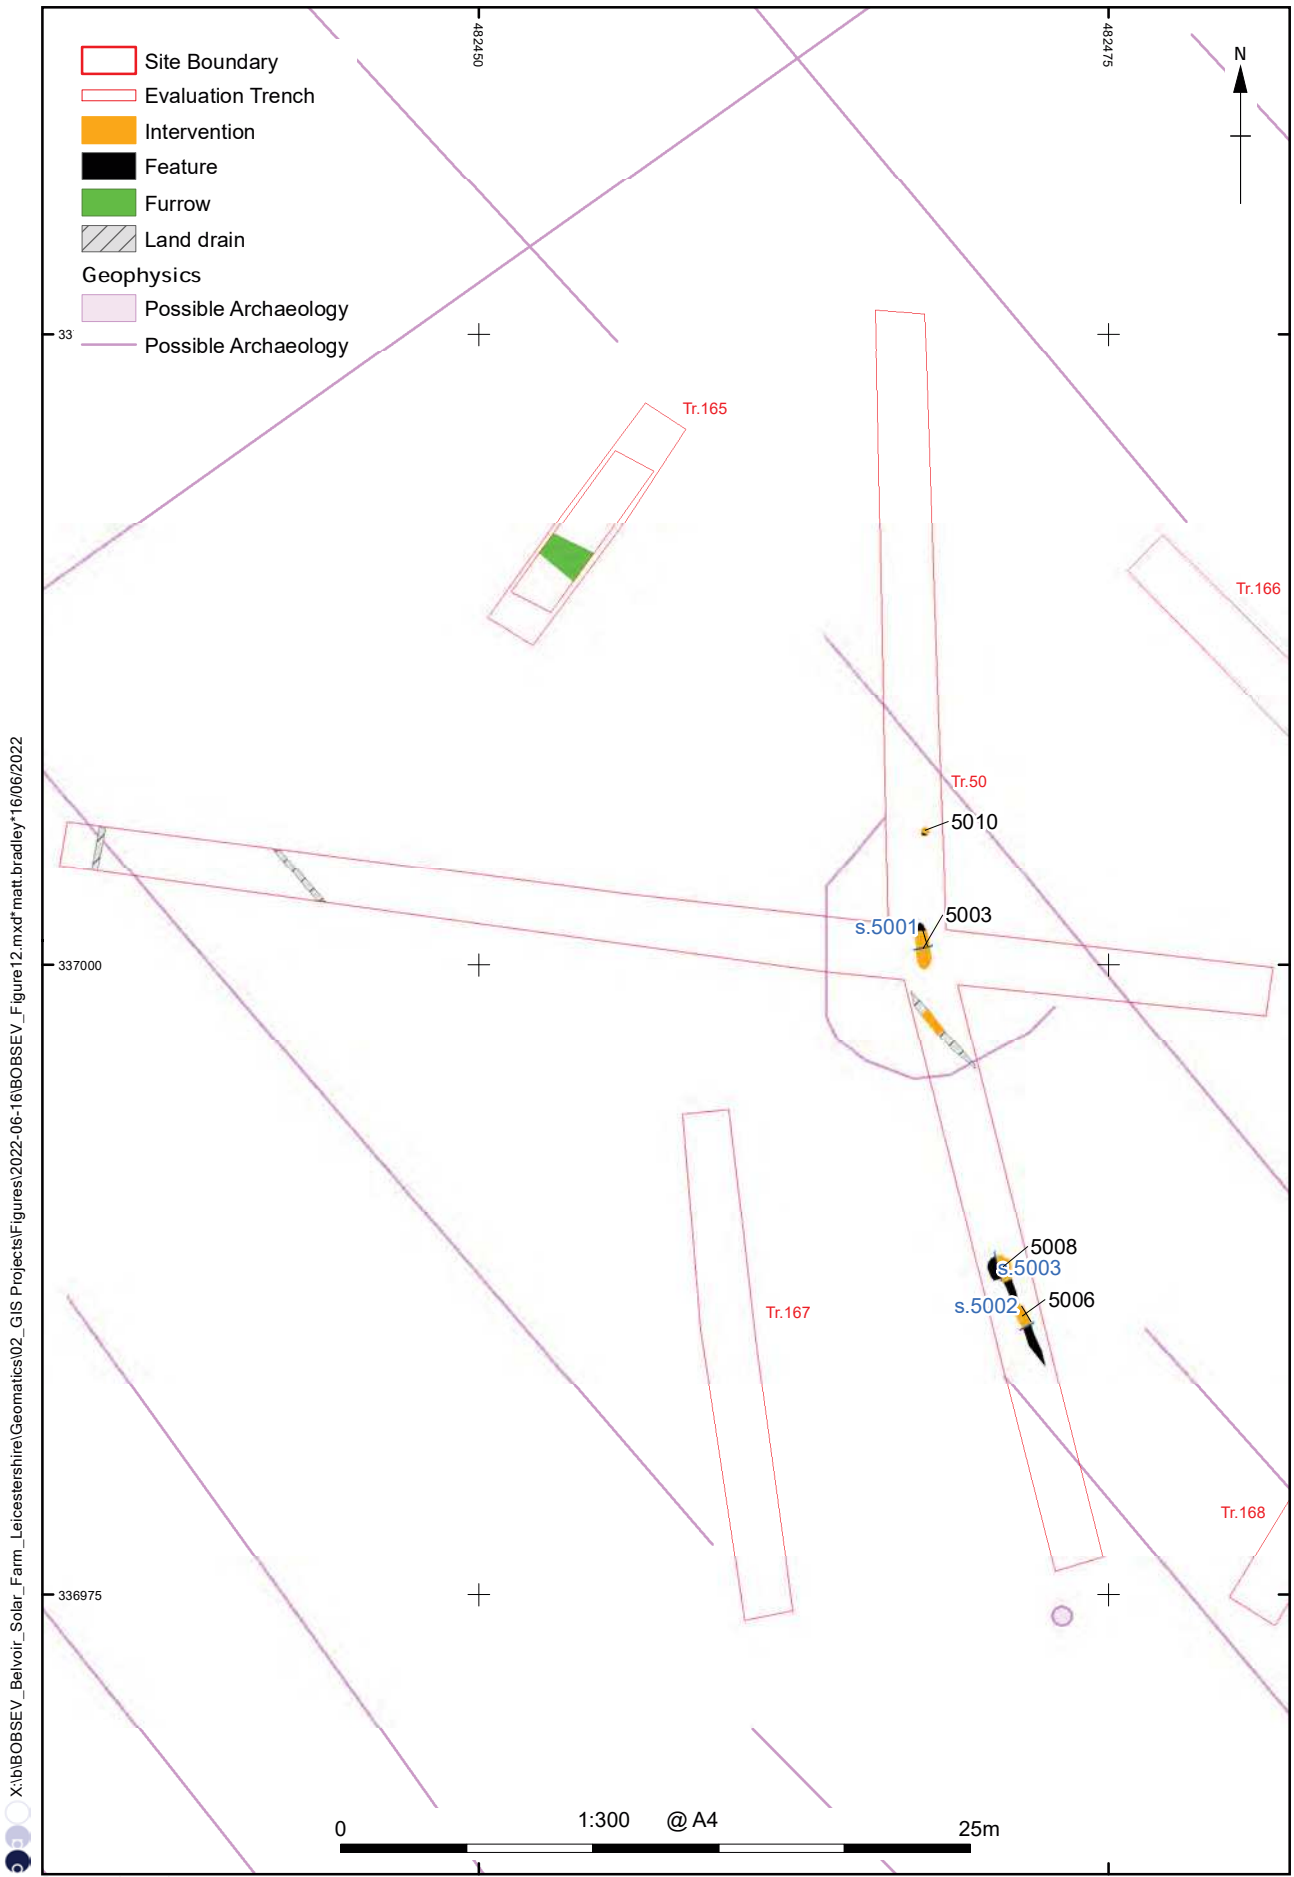 482450
482475
N
Site Boundary
Evaluation Trench
Intervention
Feature
Furrow
Land drain
Geophysics
Possible Archaeology
Possible Archaeology
33
Tr.165
Tr.166
Tr.50
5010
5003
s.5001
337000
5008
s.5003
5006
s.5002
Tr.167
Tr.168
336975
0
1:300 @ A4
25m
X:\b\BOBSEV_Belvoir_Solar_Farm_Leicestershire\Geomatics\02_GIS Projects\Figures\2022-06-16\BOBSEV_Figure12.mxd*matt.bradley*16/06/2022